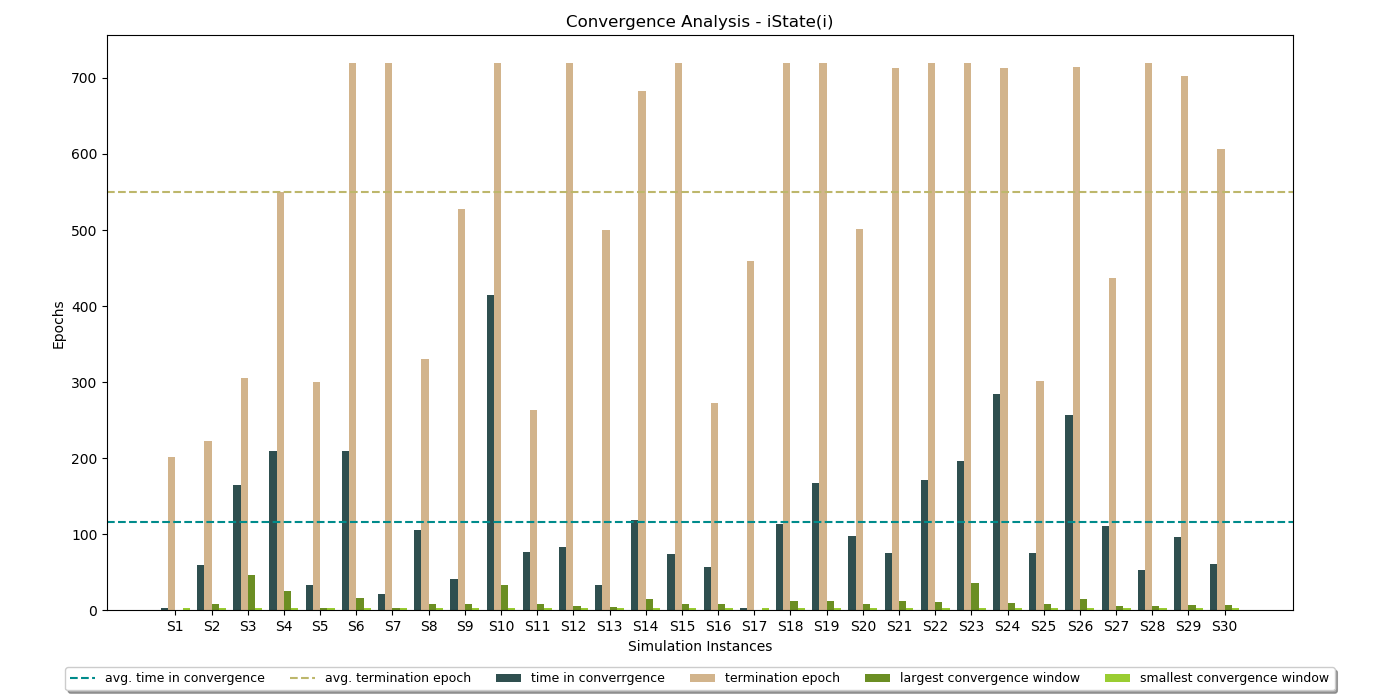 Convergence Analysis - iState(i)
700
600
500
400
300
200
100
0
Epochs
S1 S2 S3 S4 S5 S6 S7 S8 S9 S10 S11 S12 S13 S14 S15 S16 S17 S18 S19 S20 S21 S22 S23 S24 S25 S26 S27 S28 S29 S30
Simulation Instances
avg. time in convergence avg. termination epoch time in converrgence termination epoch largest convergence window smallest convergence window